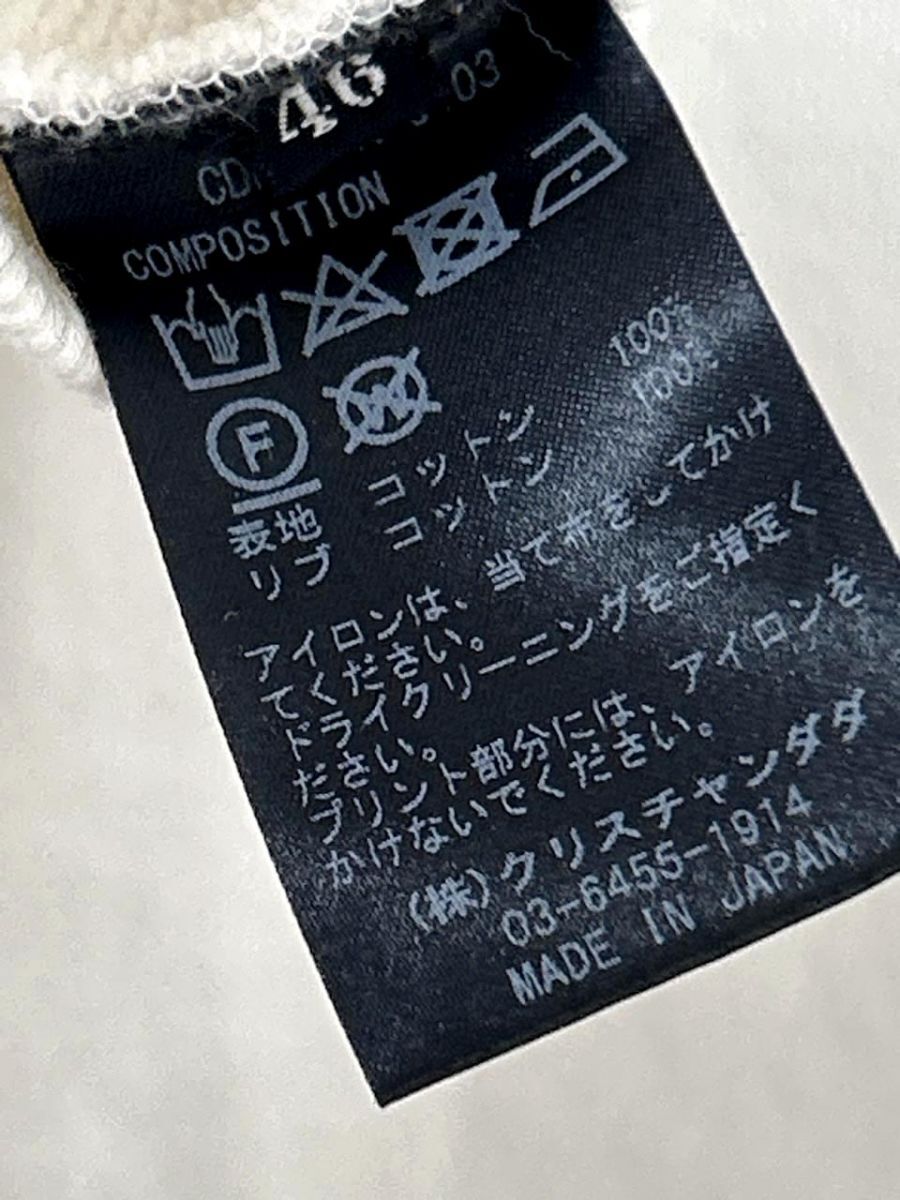 46
03
COMPOSITION
F
W
表地 コットン 100%
リブ コットン 100%
アイロンは、当て布をしてかけ
てください。
ドライクリーニングをご指定く
ださい。
プリント部分には、アイロンを
かけないでください。
(株)クリスチャンダダ
03-6455-1914
MADE IN JAPAN